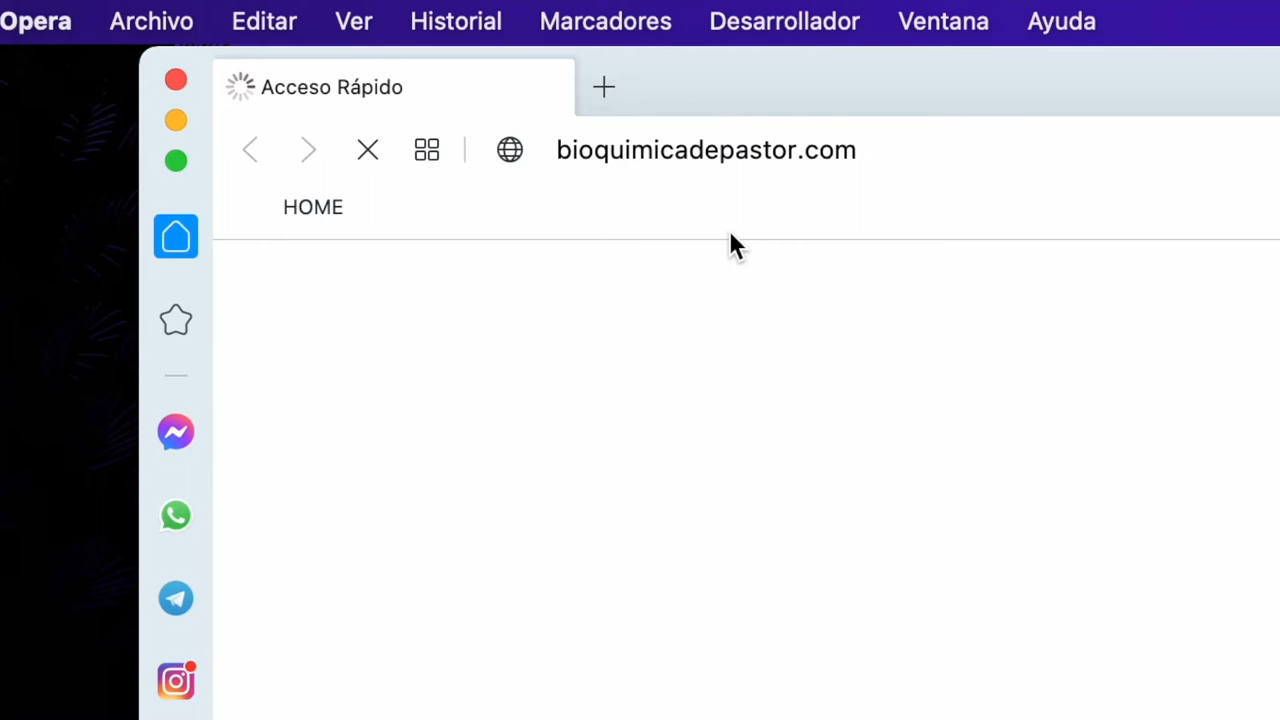 Opera Archivo Editar Ver Historial Marcadores Desarrollador Ventana Ayuda
Acceso Rápido
bioquimicadepastor.com
HOME